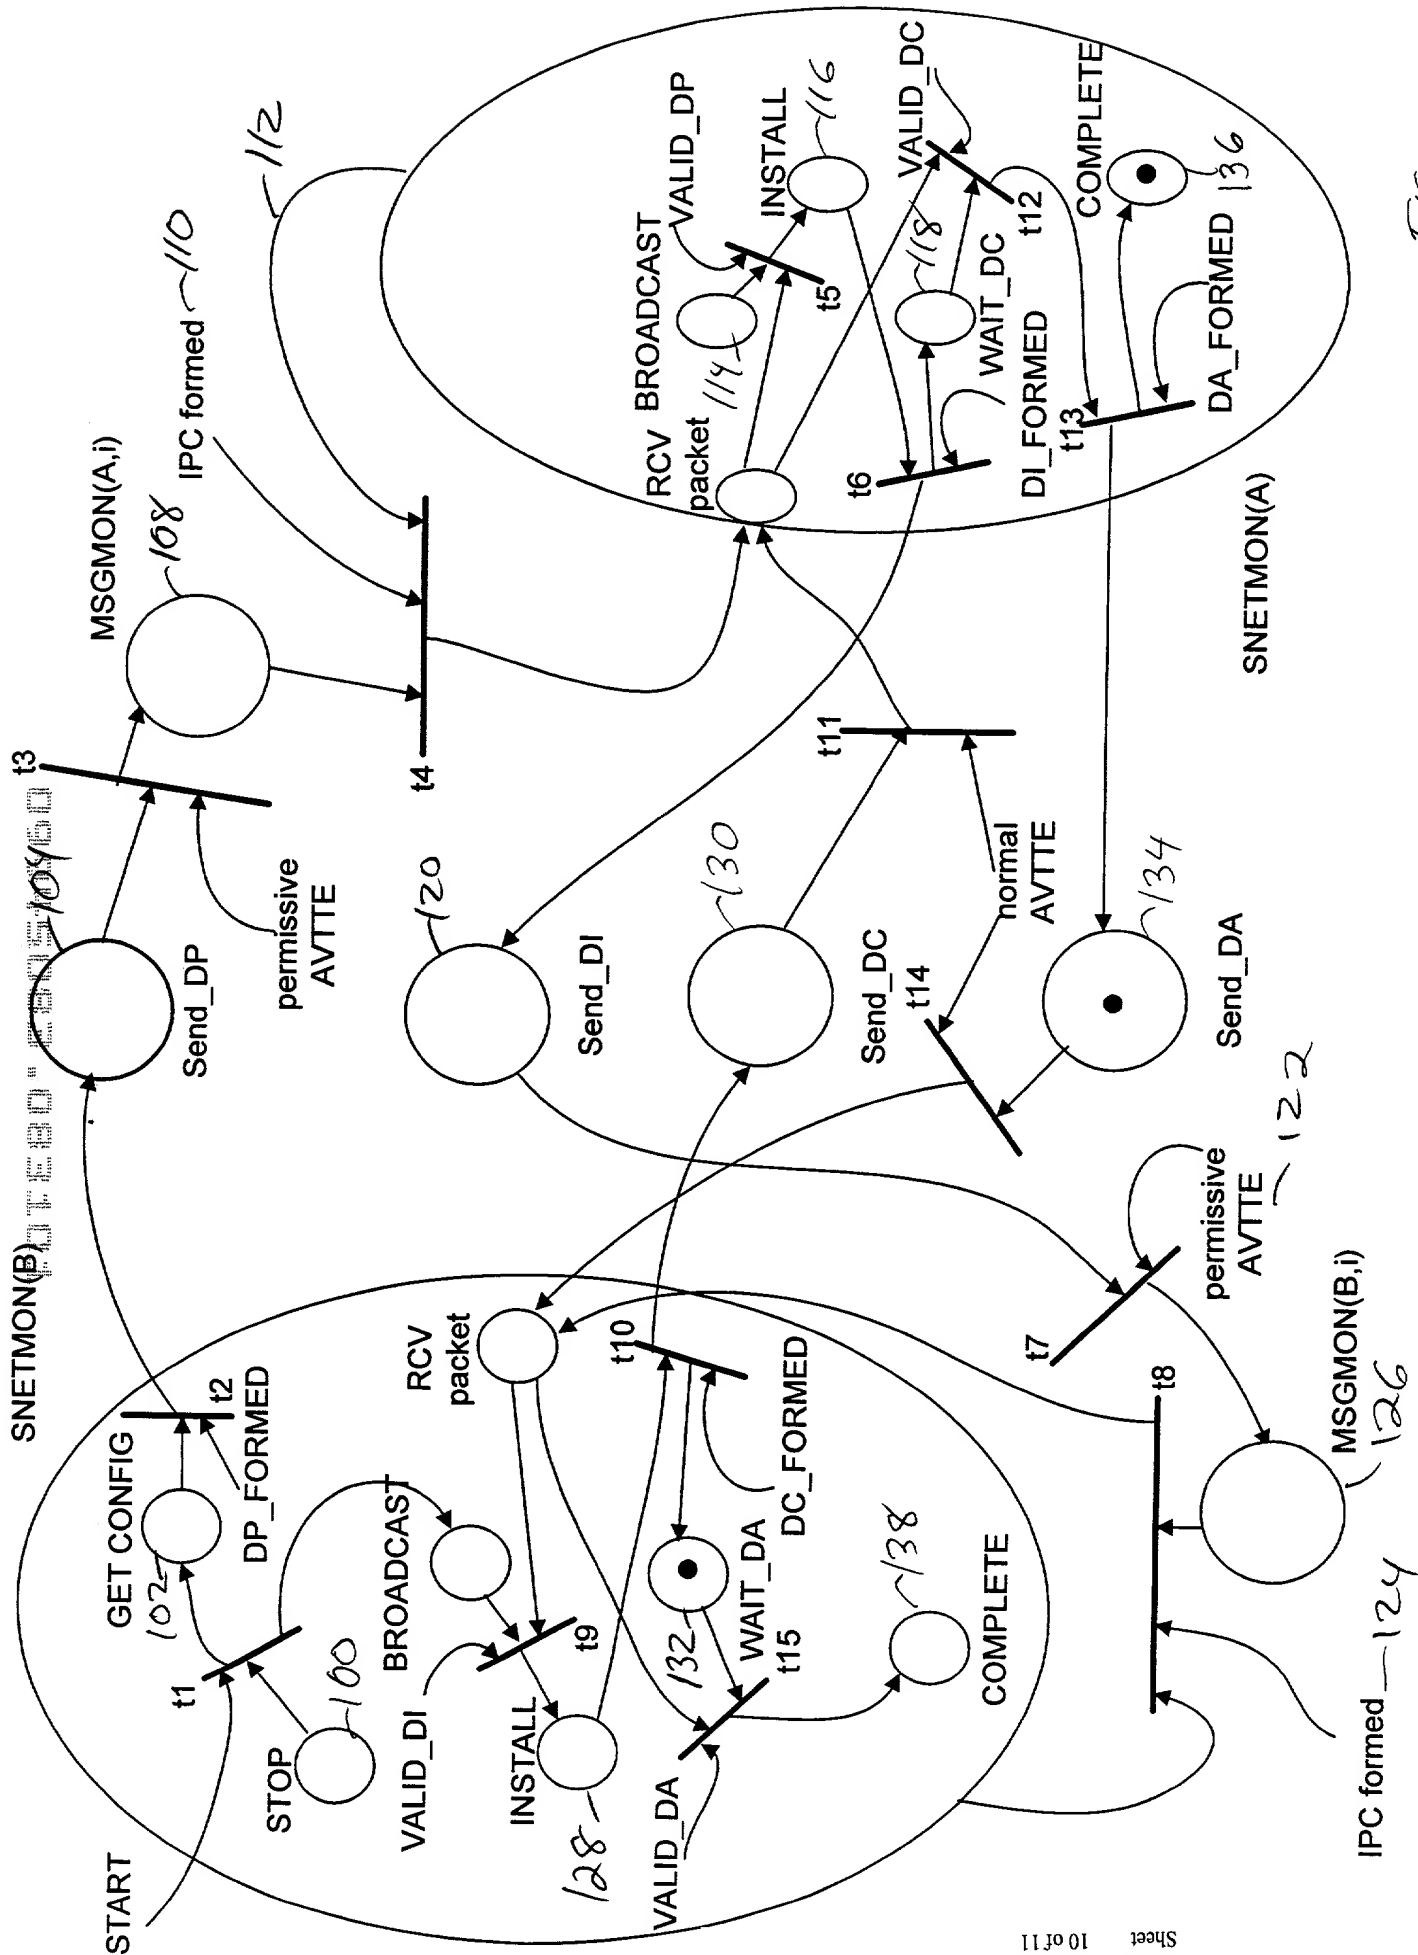 SNETMON(B)
START
t1
STOP
100
GET CONFIG
102
t2
DP_FORMED
BROADCAST
VALID_DI
t9
INSTALL
128
RCV
packet
t10
DC_FORMED
WAIT_DA
132
t15
VALID_DA
COMPLETE
138
104
Send_DP
t3
permissive
AVTTE
MSGMON(A,i)
108
IPC formed 110
112
t4
120
Send_DI
130
Send_DC
t11
normal
AVTTE
t14
134
Send_DA
permissive
AVTTE
122
t7
t8
MSGMON(B,i)
126
IPC formed 124
SNETMON(A)
RCV
packet
BROADCAST
114
VALID_DP
t5
INSTALL
116
t6
DI_FORMED
118
WAIT_DC
VALID_DC
t12
t13
DA_FORMED
COMPLETE
136
Sheet 10 of 11